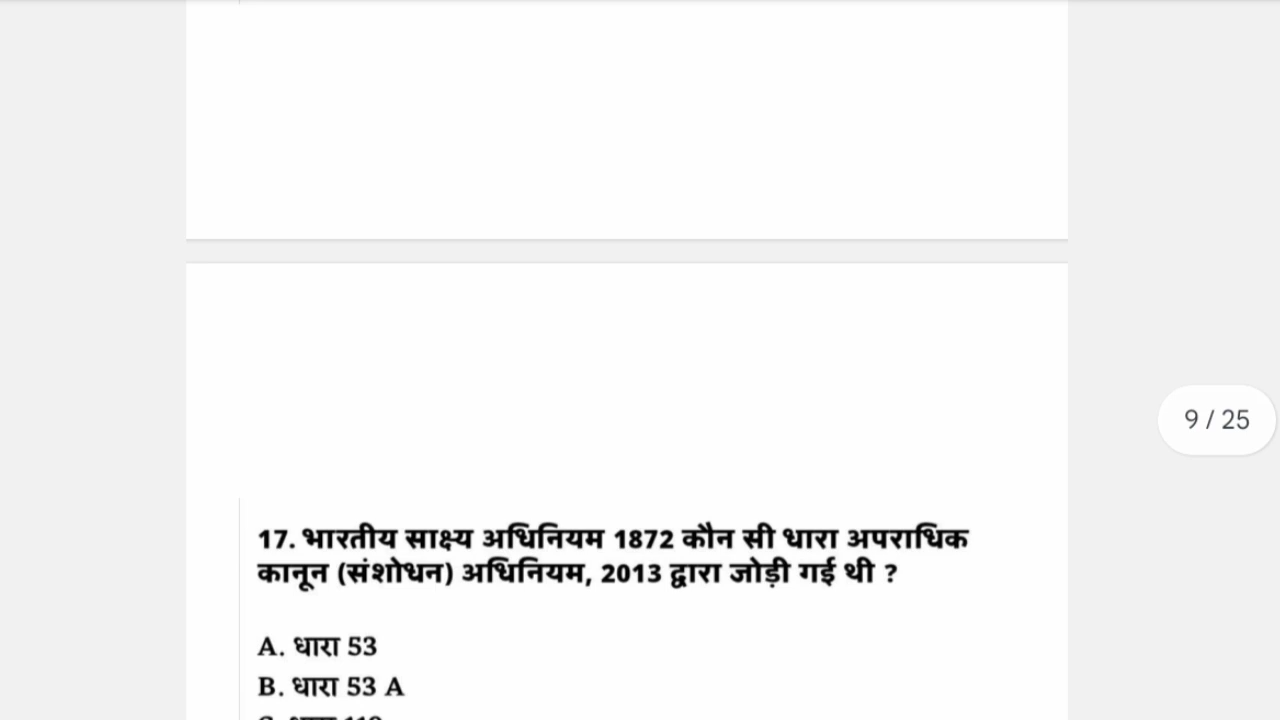 9 / 25
17. भारतीय साक्ष्य अधिनियम 1872 कौन सी धारा अपराधिक
कानून (संशोधन) अधिनियम, 2013 द्वारा जोड़ी गई थी ?
A. धारा 53
B. धारा 53 A